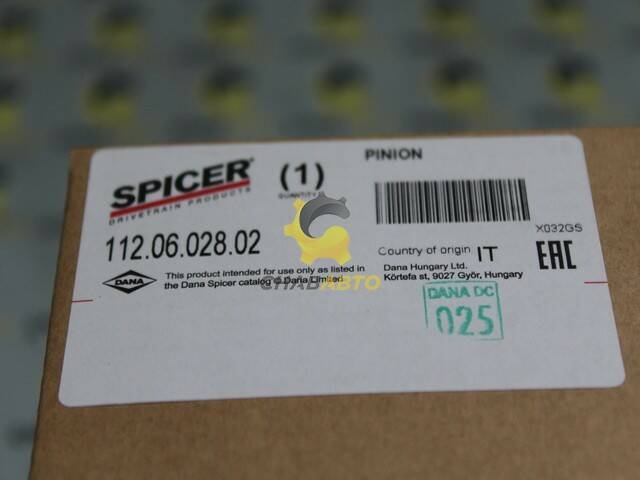 PINION
SPICER®
DRIVETRAIN PRODUCTS
(1)
QUANTITY
X032GS
112.06.028.02
Country of origin IT
EAC
DANA
This product intended for use only as listed in
the Dana Spicer catalog © Dana Limited
Dana Hungary Ltd.
Körtefa st, 9027 Győr, Hungary
СНАБАВТО
DANA DC
025